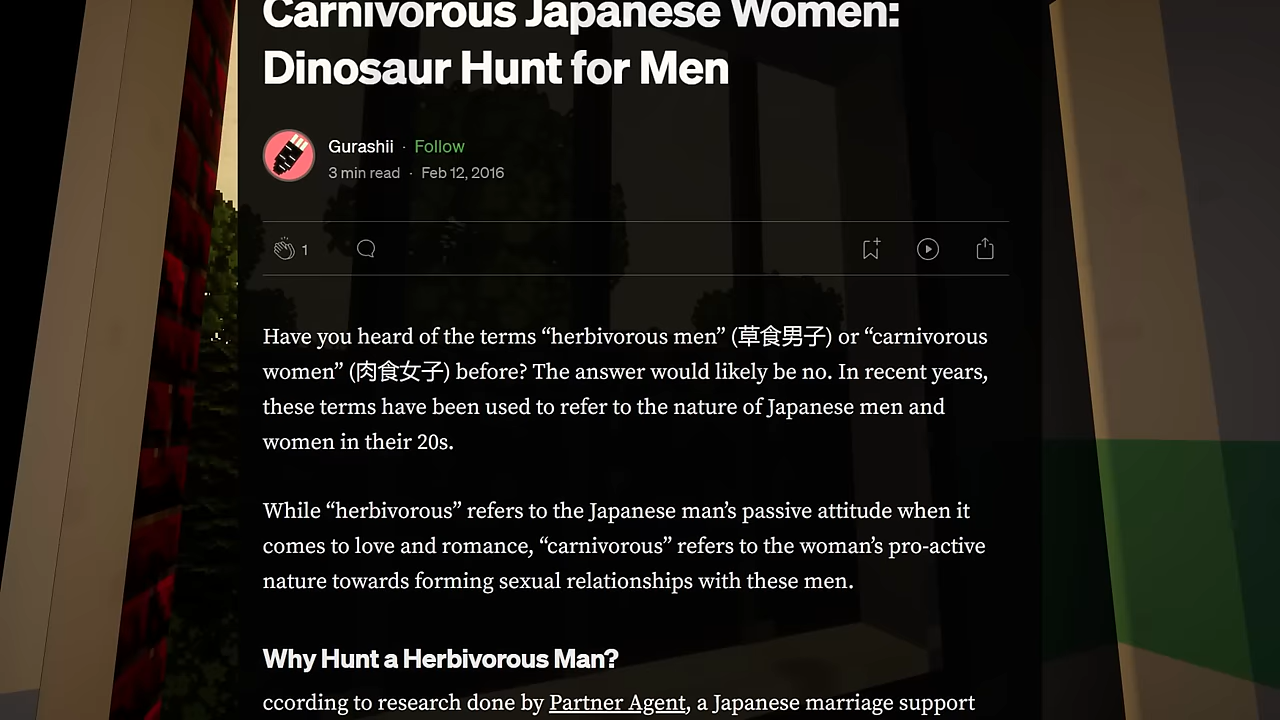 Carnivorous Japanese Women:
Dinosaur Hunt for Men
Gurashii · Follow
3 min read · Feb 12, 2016
1
Have you heard of the terms “herbivorous men” (草食男子) or “carnivorous
women” (肉食女子) before? The answer would likely be no. In recent years,
these terms have been used to refer to the nature of Japanese men and
women in their 20s.
While “herbivorous” refers to the Japanese man’s passive attitude when it
comes to love and romance, “carnivorous” refers to the woman’s pro-active
nature towards forming sexual relationships with these men.
Why Hunt a Herbivorous Man?
ccording to research done by Partner Agent, a Japanese marriage support